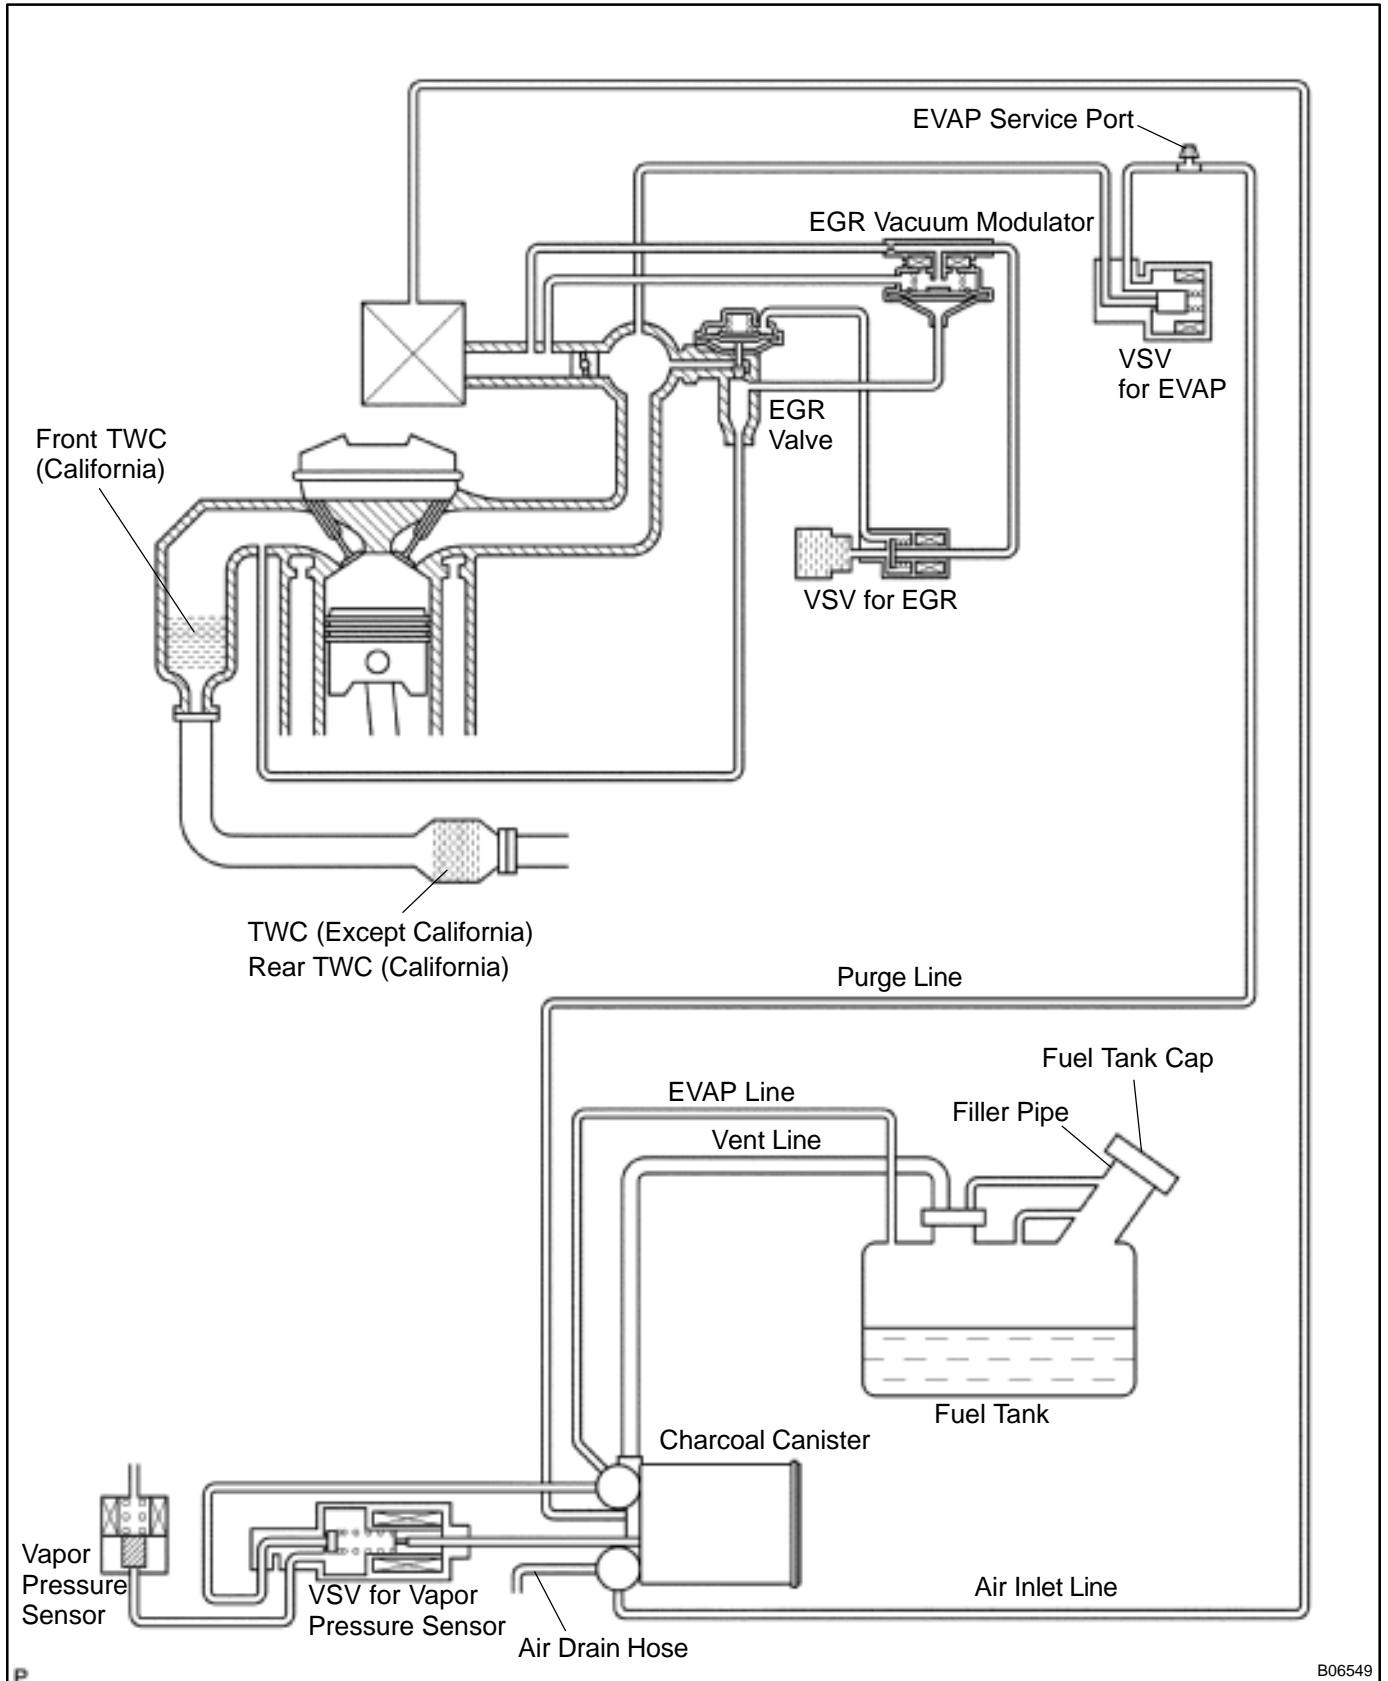 EVAP Service Port
EGR Vacuum Modulator
VSV
for EVAP
EGR
Valve
Front TWC
(California)
VSV for EGR
TWC (Except California)
Rear TWC (California)
Purge Line
Fuel Tank Cap
EVAP Line
Filler Pipe
Vent Line
Fuel Tank
Charcoal Canister
Vapor
Pressure
Sensor
VSV for Vapor
Pressure Sensor
Air Inlet Line
Air Drain Hose
P
B06549